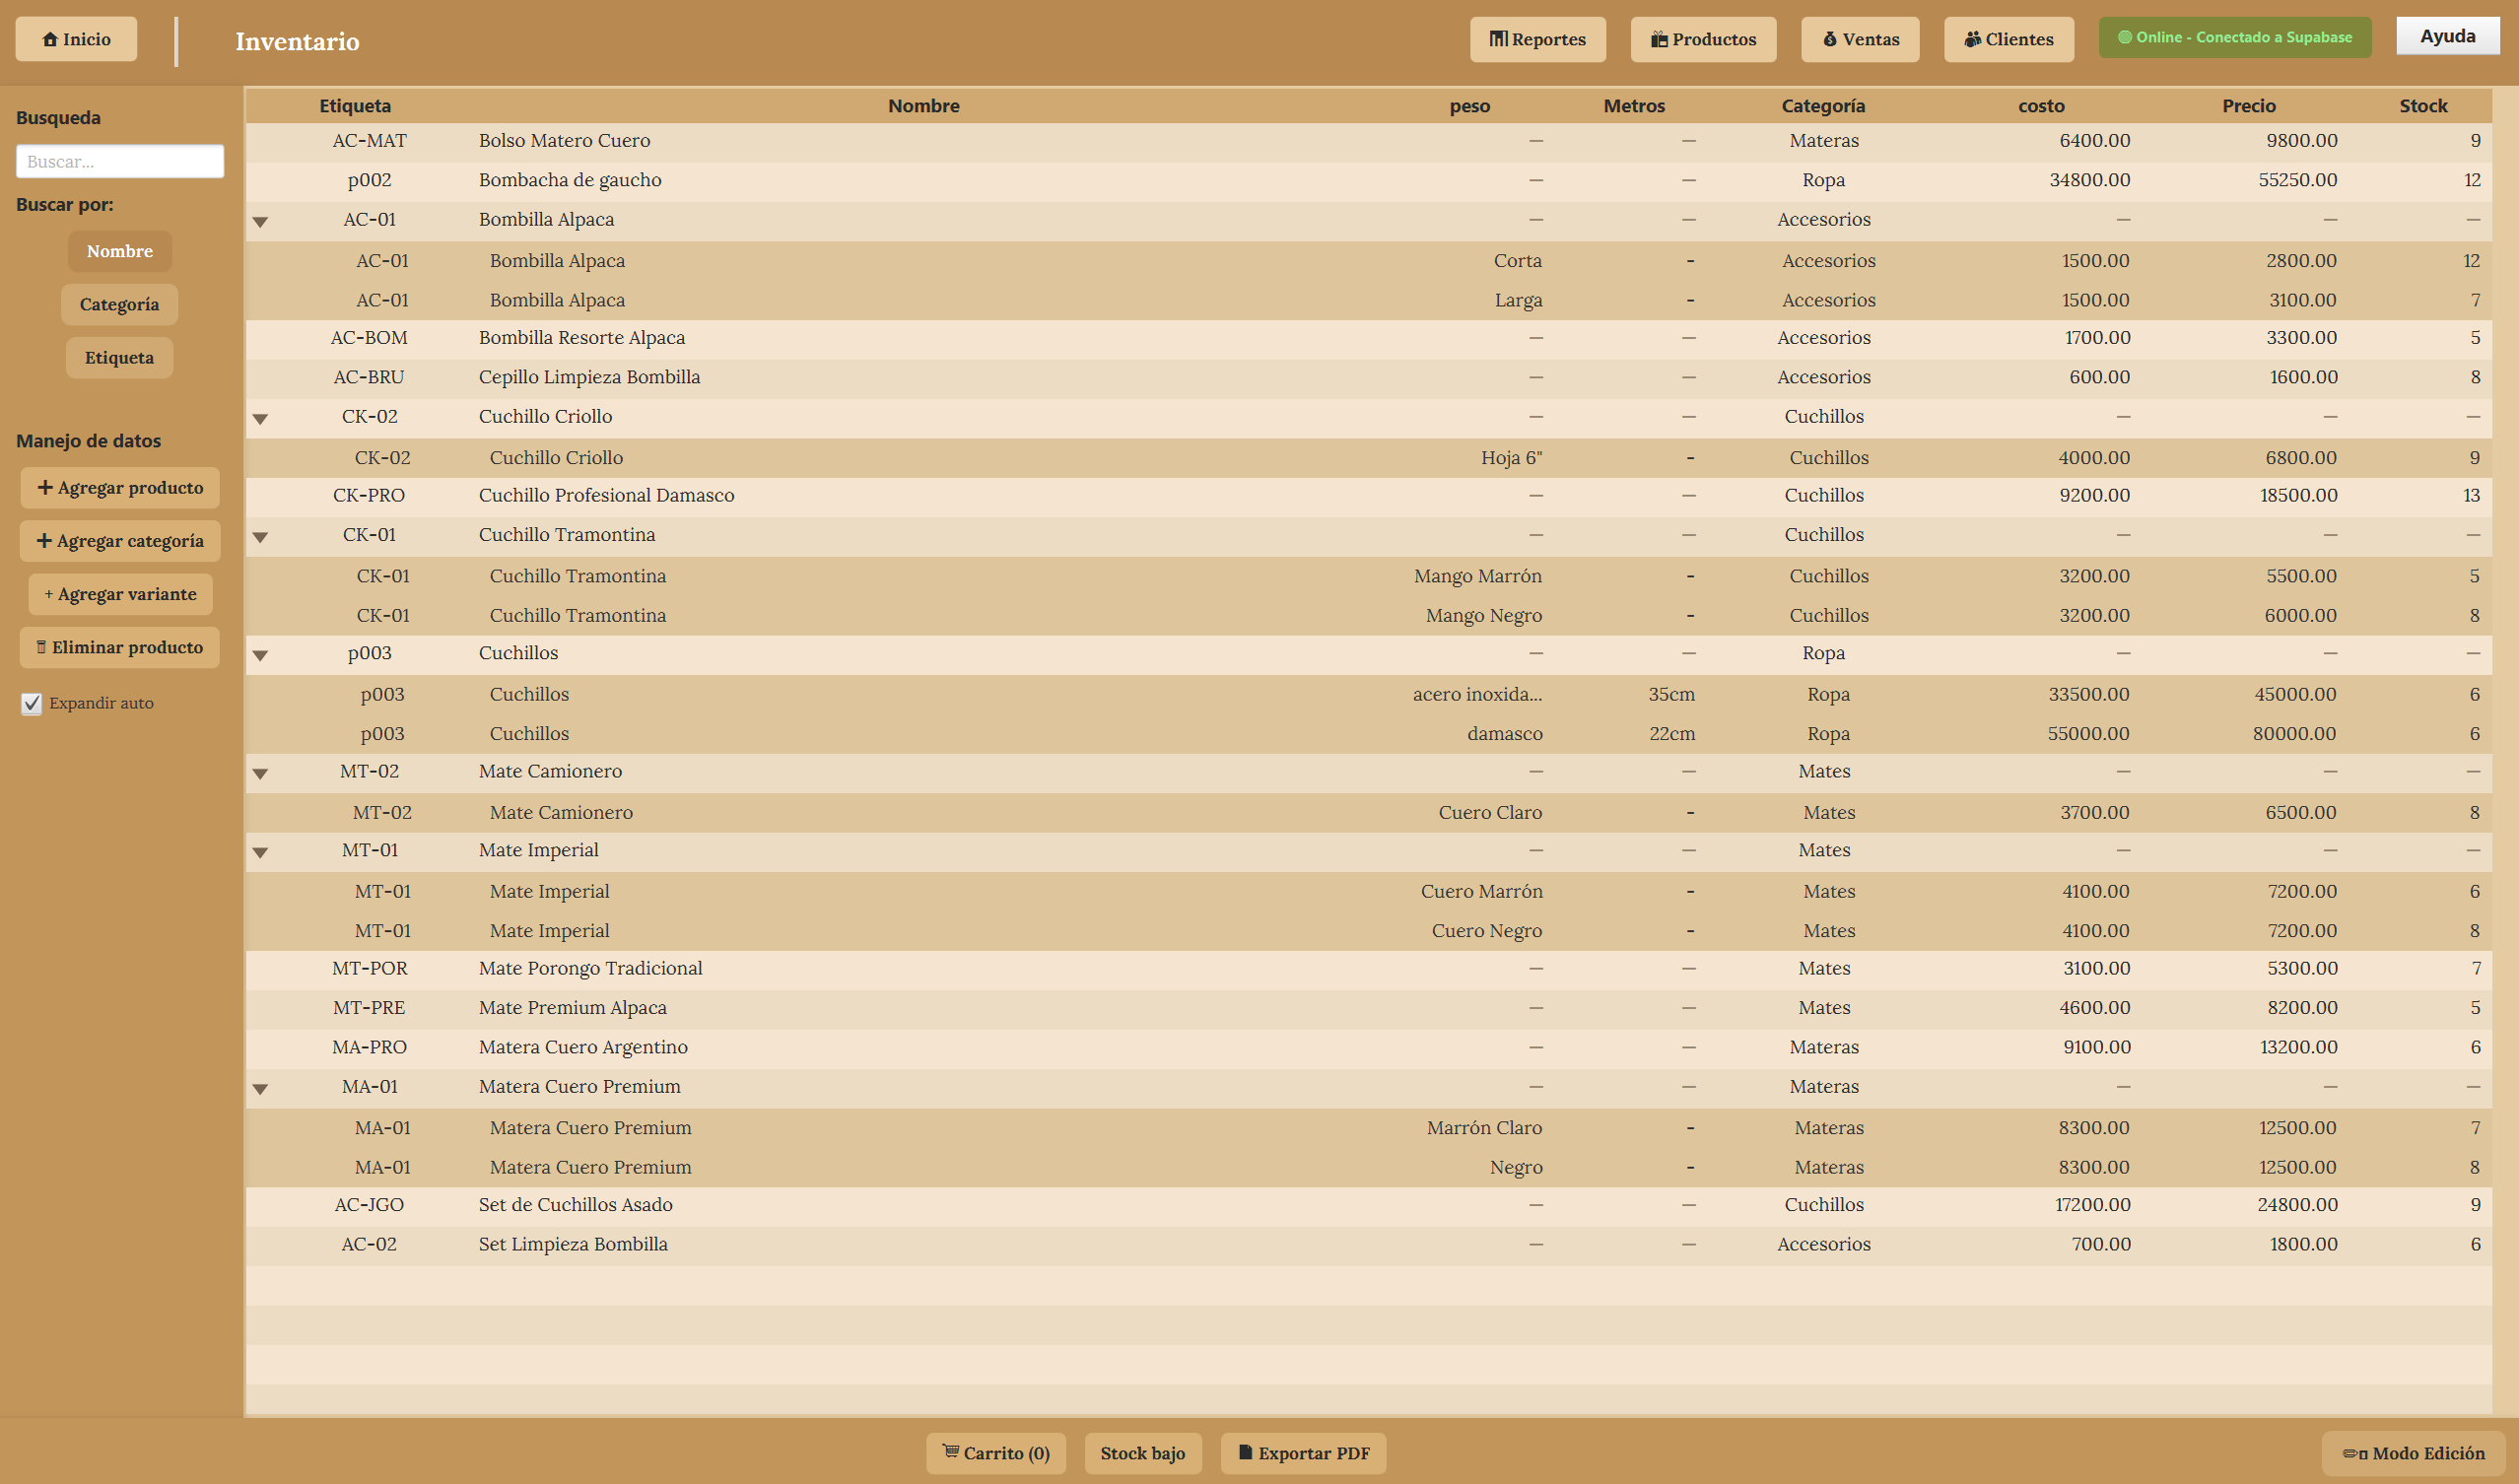 Inicio
Inventario
Reportes
Productos
Ventas
Clientes
Online - Conectado a Supabase
Ayuda
Busqueda
Buscar...
Buscar por:
Nombre
Categoría
Etiqueta
Manejo de datos
+ Agregar producto
+ Agregar categoría
+ Agregar variante
Eliminar producto
Expandir auto
Etiqueta Nombre peso Metros Categoría costo Precio Stock
AC-MAT Bolso Matero Cuero — — Materas 6400.00 9800.00 9
p002 Bombacha de gaucho — — Ropa 34800.00 55250.00 12
AC-01 Bombilla Alpaca — — Accesorios — — —
AC-01 Bombilla Alpaca Corta - Accesorios 1500.00 2800.00 12
AC-01 Bombilla Alpaca Larga - Accesorios 1500.00 3100.00 7
AC-BOM Bombilla Resorte Alpaca — — Accesorios 1700.00 3300.00 5
AC-BRU Cepillo Limpieza Bombilla — — Accesorios 600.00 1600.00 8
CK-02 Cuchillo Criollo — — Cuchillos — — —
CK-02 Cuchillo Criollo Hoja 6" - Cuchillos 4000.00 6800.00 9
CK-PRO Cuchillo Profesional Damasco — — Cuchillos 9200.00 18500.00 13
CK-01 Cuchillo Tramontina — — Cuchillos — — —
CK-01 Cuchillo Tramontina Mango Marrón - Cuchillos 3200.00 5500.00 5
CK-01 Cuchillo Tramontina Mango Negro - Cuchillos 3200.00 6000.00 8
p003 Cuchillos — — Ropa — — —
p003 Cuchillos acero inoxida... 35cm Ropa 33500.00 45000.00 6
p003 Cuchillos damasco 22cm Ropa 55000.00 80000.00 6
MT-02 Mate Camionero — — Mates — — —
MT-02 Mate Camionero Cuero Claro - Mates 3700.00 6500.00 8
MT-01 Mate Imperial — — Mates — — —
MT-01 Mate Imperial Cuero Marrón - Mates 4100.00 7200.00 6
MT-01 Mate Imperial Cuero Negro - Mates 4100.00 7200.00 8
MT-POR Mate Porongo Tradicional — — Mates 3100.00 5300.00 7
MT-PRE Mate Premium Alpaca — — Mates 4600.00 8200.00 5
MA-PRO Matera Cuero Argentino — — Materas 9100.00 13200.00 6
MA-01 Matera Cuero Premium — — Materas — — —
MA-01 Matera Cuero Premium Marrón Claro - Materas 8300.00 12500.00 7
MA-01 Matera Cuero Premium Negro - Materas 8300.00 12500.00 8
AC-JGO Set de Cuchillos Asado — — Cuchillos 17200.00 24800.00 9
AC-02 Set Limpieza Bombilla — — Accesorios 700.00 1800.00 6
Carrito (0)
Stock bajo
Exportar PDF
Modo Edición